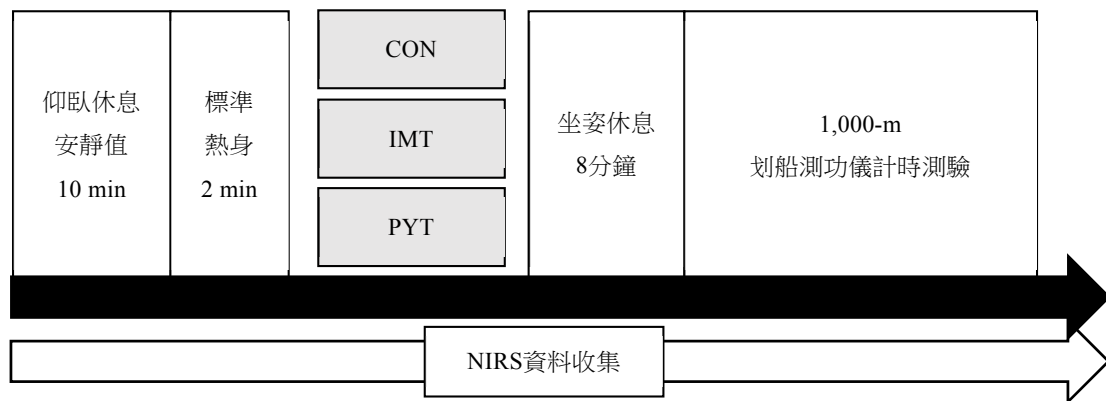 仰臥休息
安靜值
10 min
標準
熱身
2 min
CON
IMT
PYT
坐姿休息
8分鐘
1,000-m
划船測功儀計時測驗
NIRS資料收集